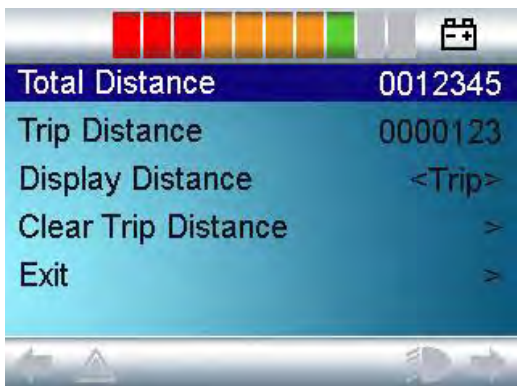 Total Distance 0012345
Trip Distance 0000123
Display Distance <Trip>
Clear Trip Distance >
Exit >